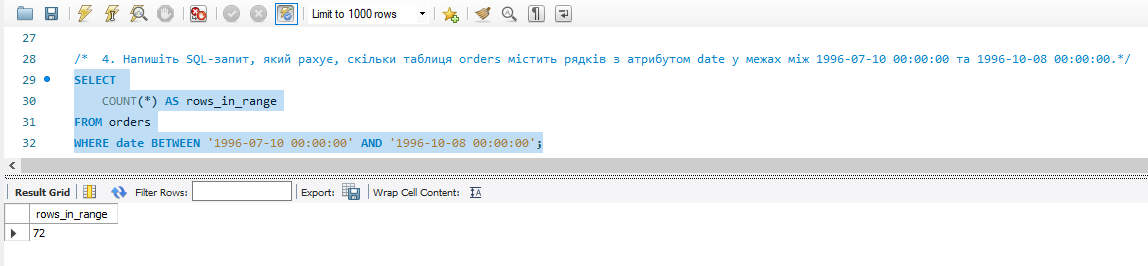 Limit to 1000 rows
27
28 /* 4. Напишіть SQL-запит, який рахує, скільки таблиця orders містить рядків з атрибутом date у межах між 1996-07-10 00:00:00 та 1996-10-08 00:00:00.*/
29 SELECT
30 COUNT(*) AS rows_in_range
31 FROM orders
32 WHERE date BETWEEN '1996-07-10 00:00:00' AND '1996-10-08 00:00:00';
Result Grid Filter Rows: Export: Wrap Cell Content:
rows_in_range
72